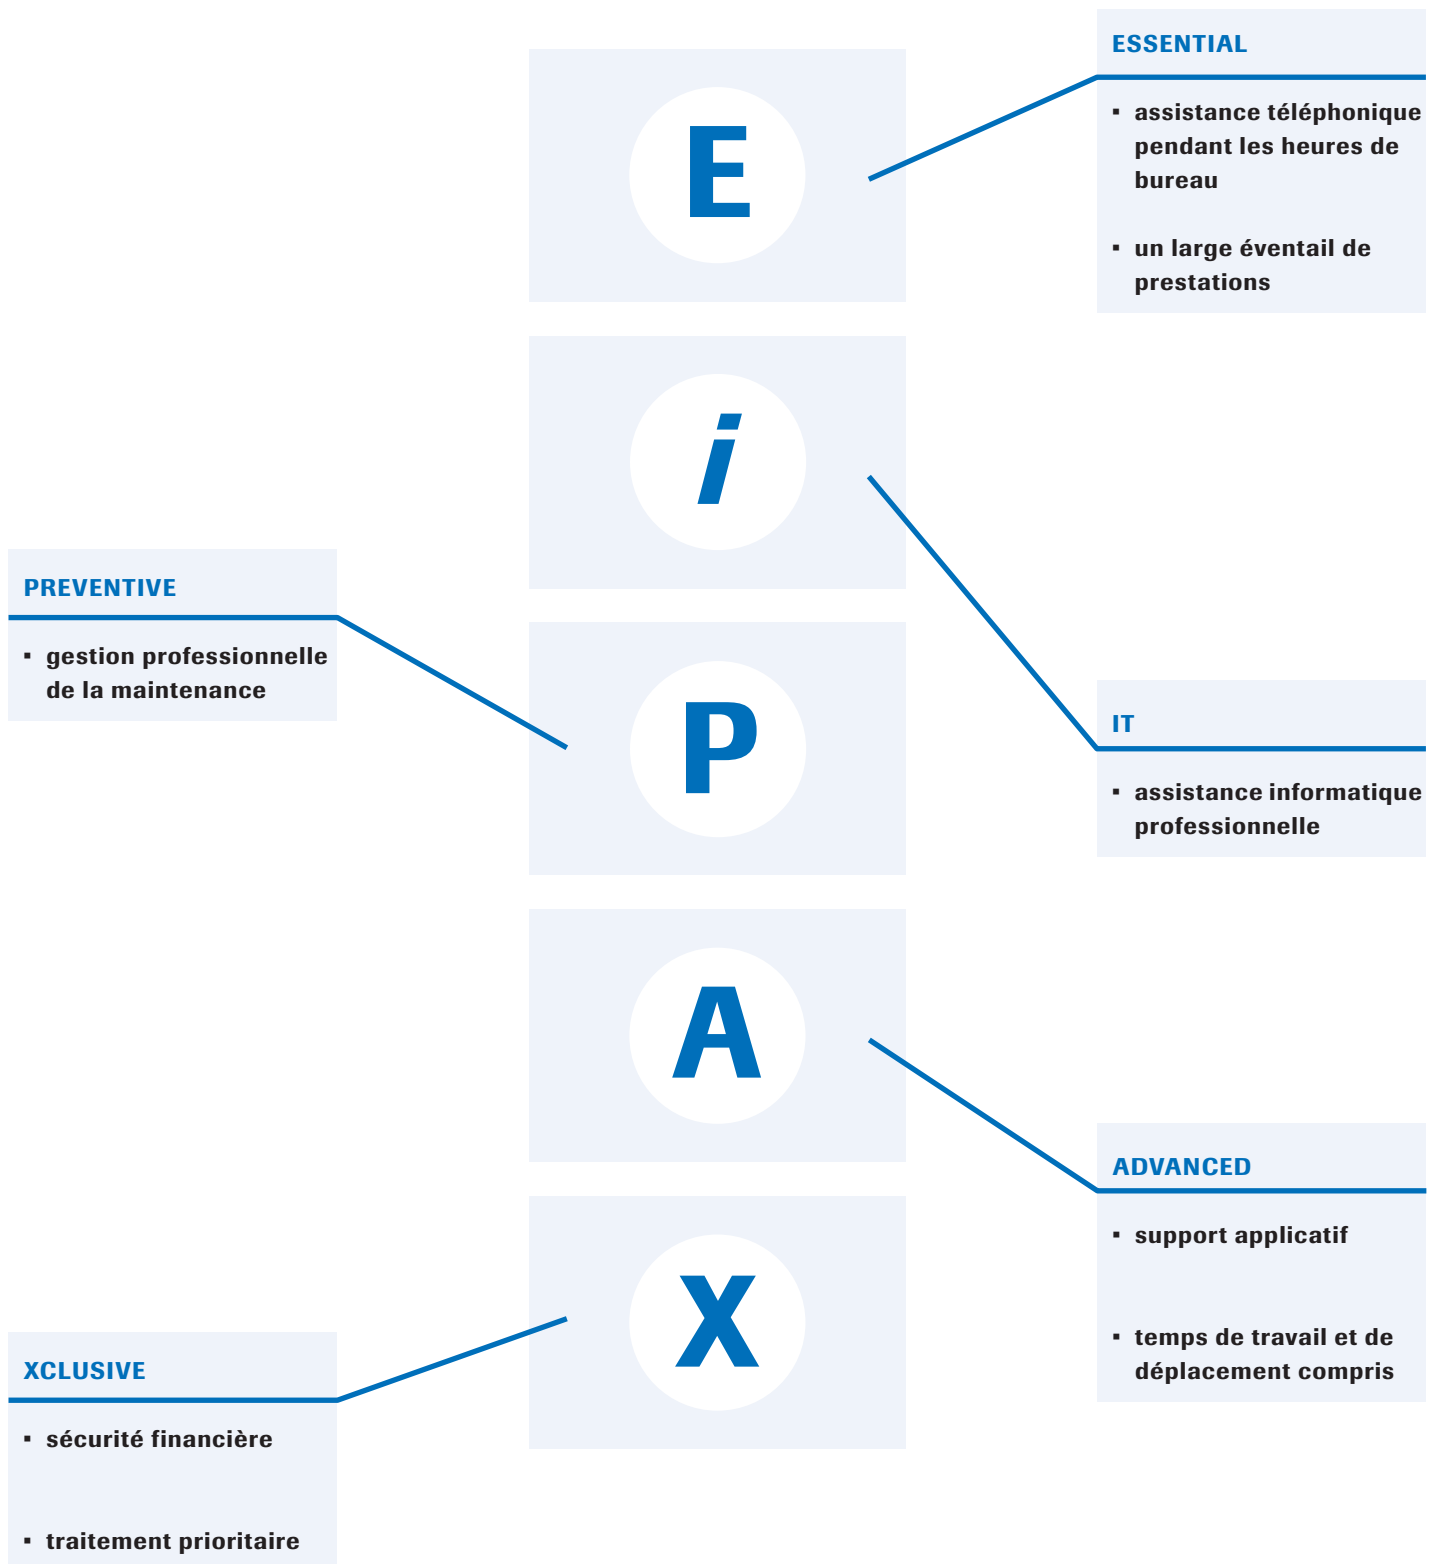 E
ESSENTIAL
▪ assistance téléphonique
pendant les heures de
bureau
▪ un large éventail de
prestations
i
IT
▪ assistance informatique
professionnelle
PREVENTIVE
▪ gestion professionnelle
de la maintenance
P
A
ADVANCED
▪ support applicatif
▪ temps de travail et de
déplacement compris
X
XCLUSIVE
▪ sécurité financière
▪ traitement prioritaire